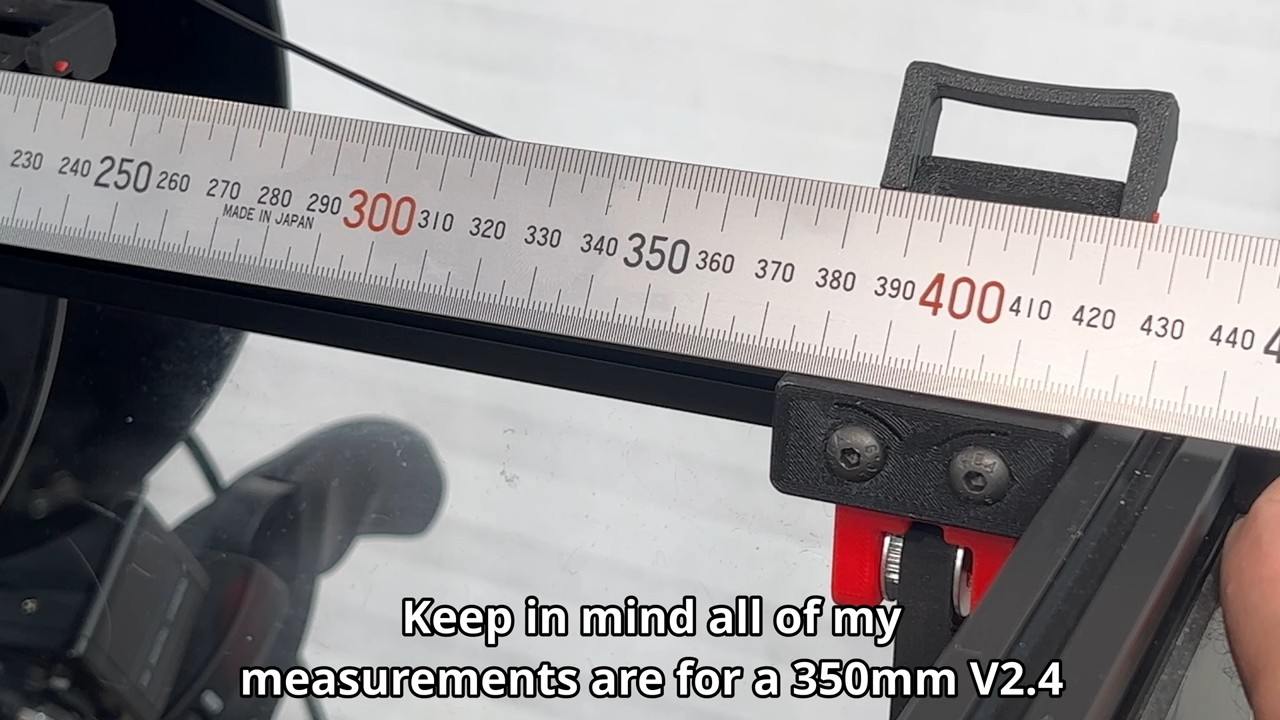 230 240 250 260 270 280 290 300 310 320 330 340 350 360 370 380 390 400 410 420 430 440
MADE IN JAPAN
Keep in mind all of my
measurements are for a 350mm V2.4